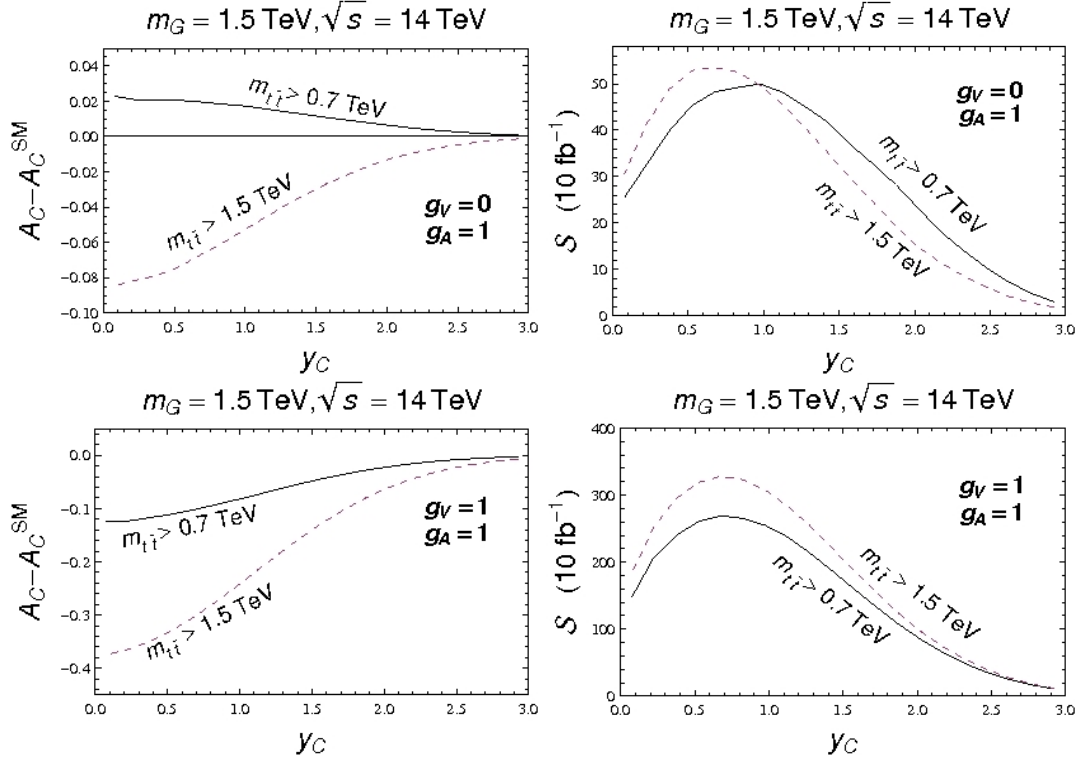 m_G = 1.5 TeV, √s = 14 TeV
A_C − A_C^SM
0.04
0.02
0.00
−0.02
−0.04
−0.06
−0.08
−0.10
m_tt̄ > 0.7 TeV
m_tt̄ > 1.5 TeV
g_V = 0
g_A = 1
0.0 0.5 1.0 1.5 2.0 2.5 3.0
y_C
m_G = 1.5 TeV, √s = 14 TeV
S (10 fb⁻¹)
50
40
30
20
10
0
g_V = 0
g_A = 1
m_tt̄ > 0.7 TeV
m_tt̄ > 1.5 TeV
0.0 0.5 1.0 1.5 2.0 2.5 3.0
y_C
m_G = 1.5 TeV, √s = 14 TeV
A_C − A_C^SM
0.0
−0.1
−0.2
−0.3
−0.4
m_tt̄ > 0.7 TeV
m_tt̄ > 1.5 TeV
g_V = 1
g_A = 1
0.0 0.5 1.0 1.5 2.0 2.5 3.0
y_C
m_G = 1.5 TeV, √s = 14 TeV
S (10 fb⁻¹)
400
300
200
100
0
g_V = 1
g_A = 1
m_tt̄ > 1.5 TeV
m_tt̄ > 0.7 TeV
0.0 0.5 1.0 1.5 2.0 2.5 3.0
y_C